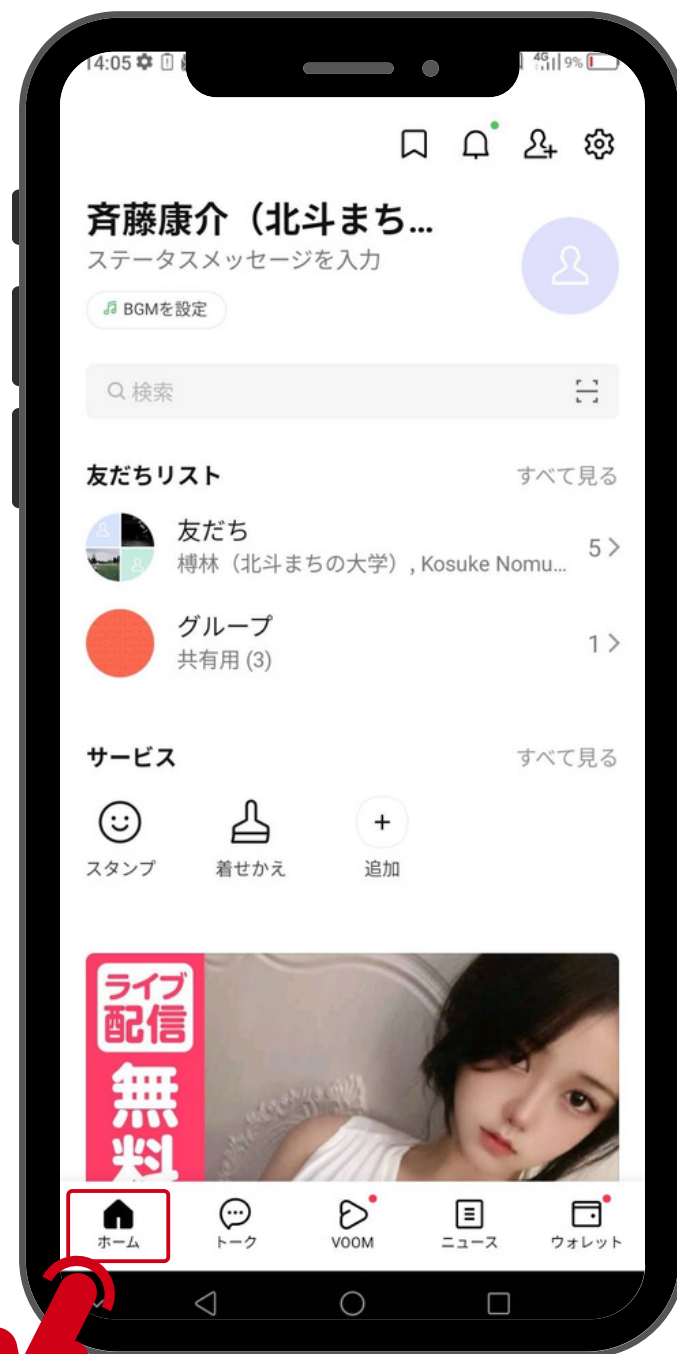 14:05
4G 9%
斉藤康介（北斗まち...
ステータスメッセージを入力
BGMを設定
検索
友だちリスト
すべて見る
友だち
榑林（北斗まちの大学）, Kosuke Nomu...
5
グループ
共有用 (3)
1
サービス
すべて見る
スタンプ
着せかえ
追加
ライブ
配信
無料
ホーム
トーク
VOOM
ニュース
ウォレット